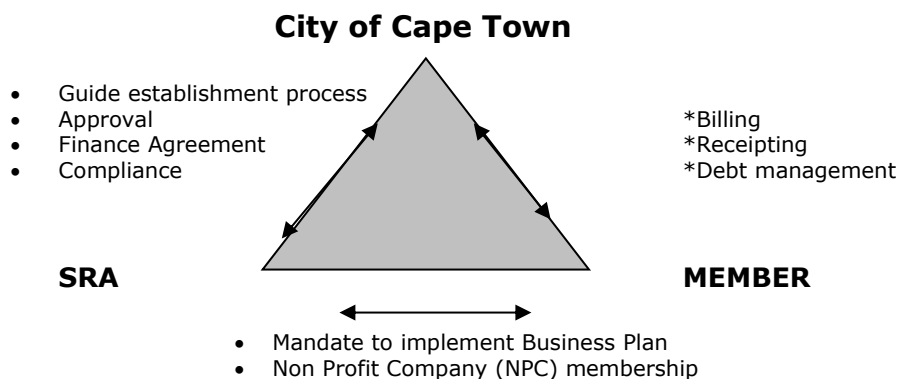 City of Cape Town
• Guide establishment process
• Approval
• Finance Agreement
• Compliance
*Billing
*Receipting
*Debt management
SRA
MEMBER
• Mandate to implement Business Plan
• Non Profit Company (NPC) membership